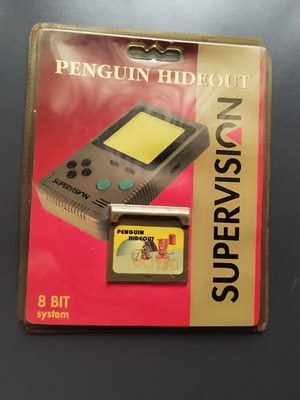 PENGUIN HIDEOUT
SUPERVISION
SUPERVISION
PENGUIN
HIDEOUT
8 BIT
system